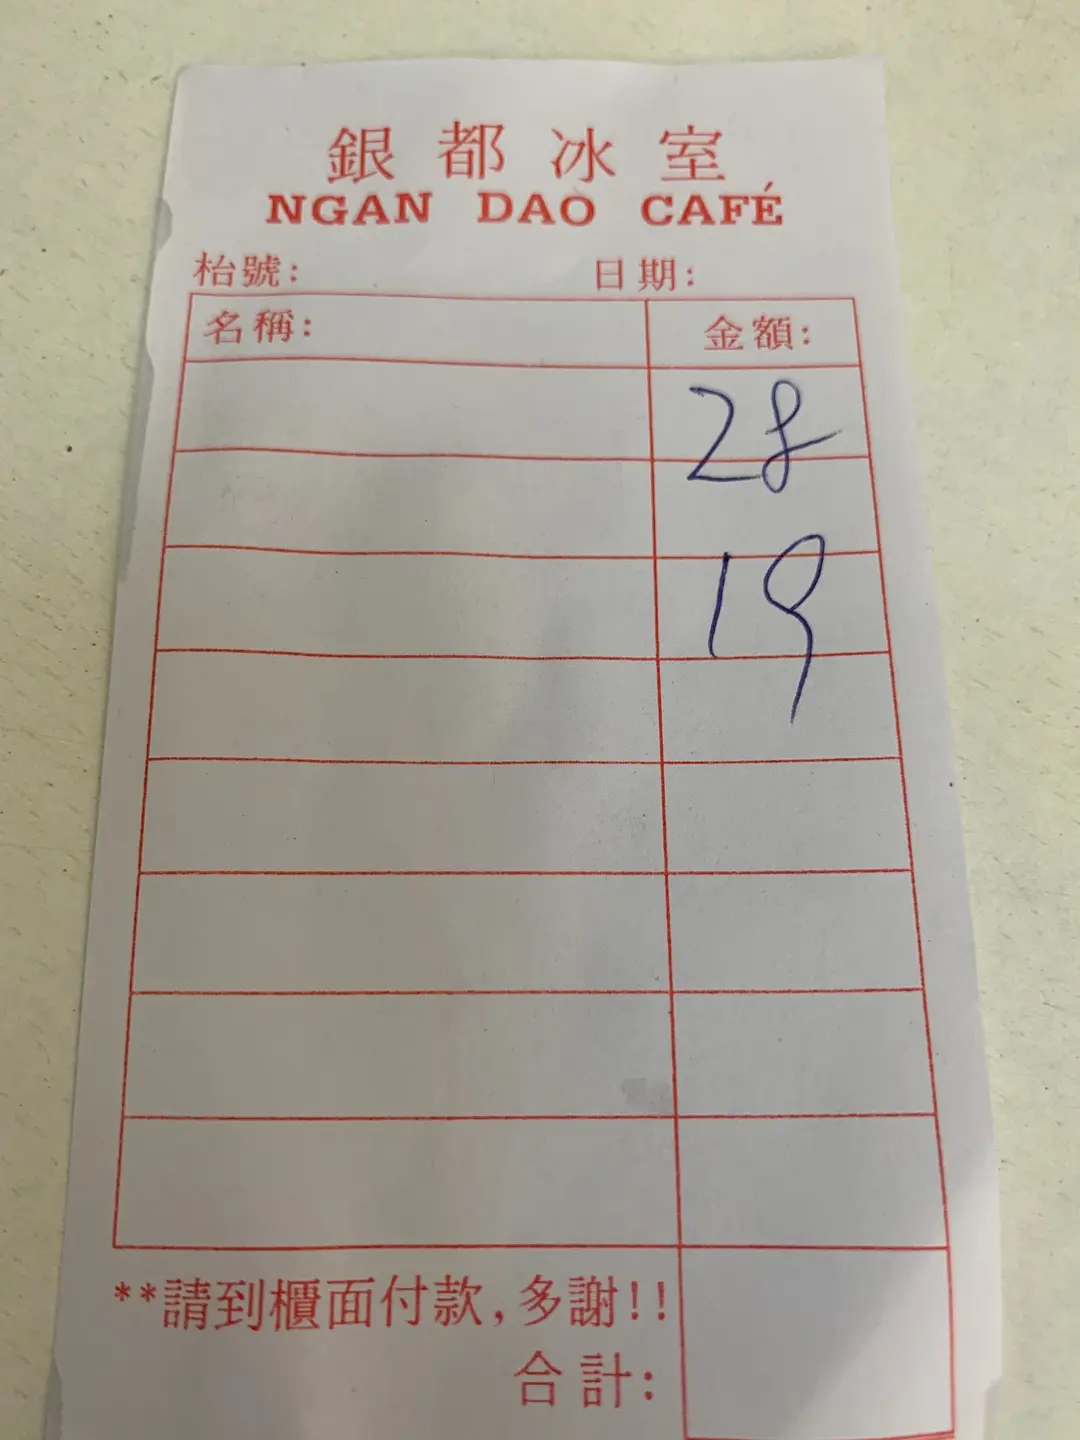 銀都冰室
NGAN DAO CAFÉ
枱號: 日期:
名稱: 金額:
28
19
**請到櫃面付款,多謝!!
合計: